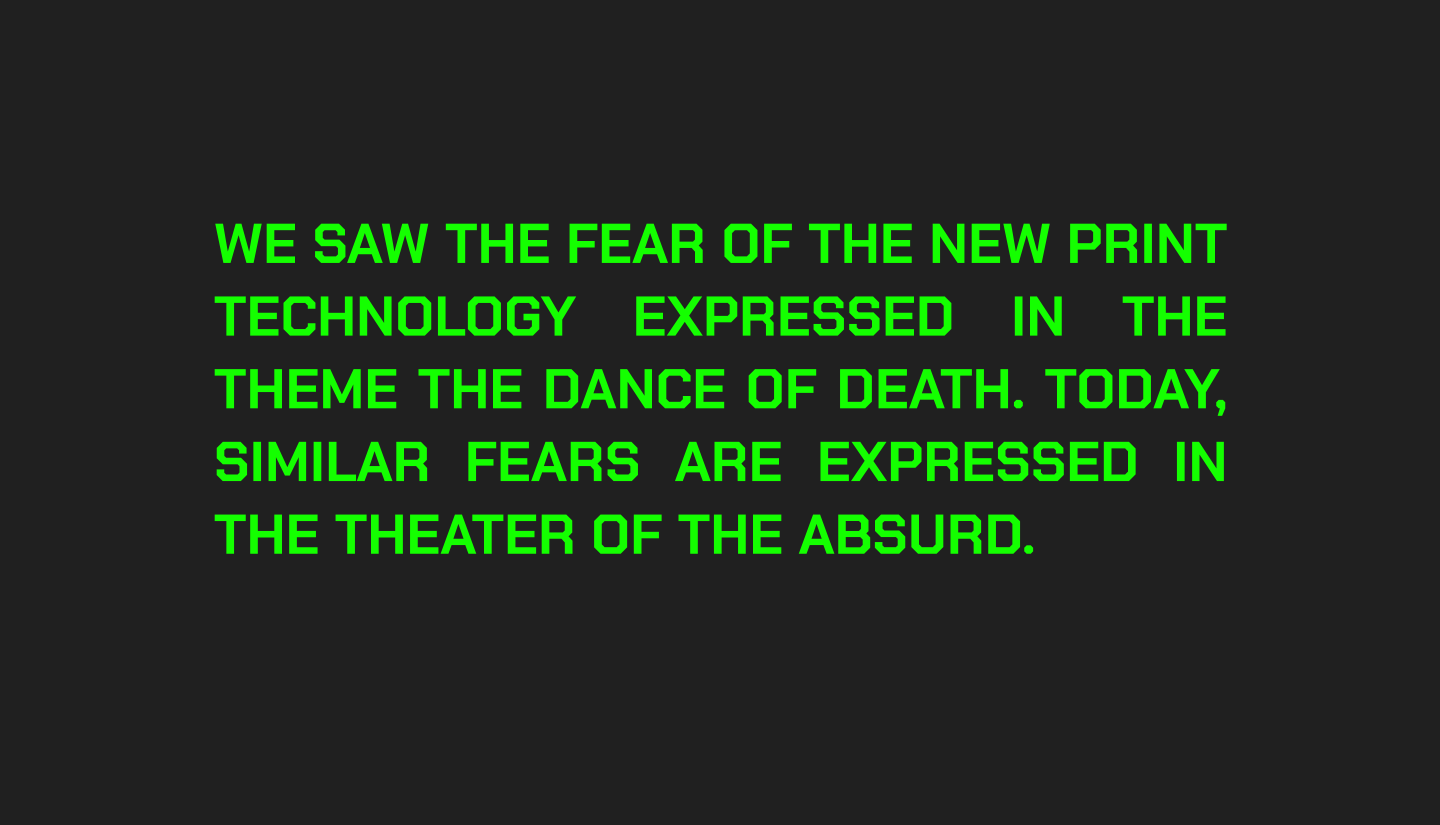 WE SAW THE FEAR OF THE NEW PRINT
TECHNOLOGY EXPRESSED IN THE
THEME THE DANCE OF DEATH. TODAY,
SIMILAR FEARS ARE EXPRESSED IN
THE THEATER OF THE ABSURD.